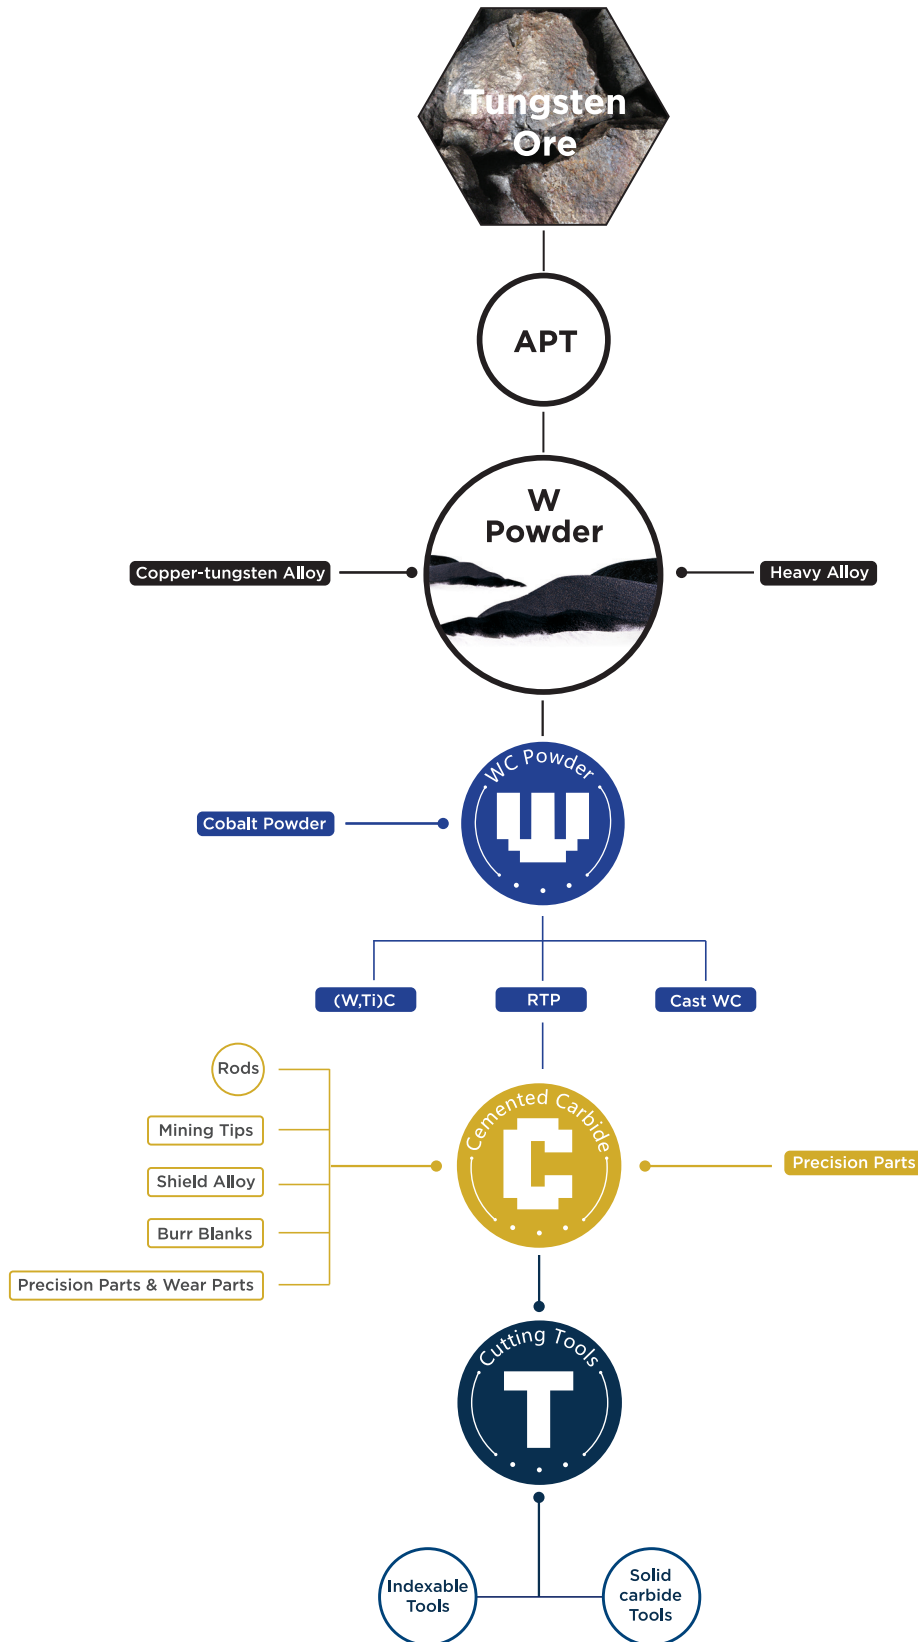 Tungsten
Ore
APT
W
Powder
Copper-tungsten Alloy
Heavy Alloy
WC Powder
W
Cobalt Powder
(W,Ti)C
RTP
Cast WC
Rods
Mining Tips
Shield Alloy
Burr Blanks
Precision Parts & Wear Parts
Cemented Carbide
C
Precision Parts
Cutting Tools
T
Indexable
Tools
Solid
carbide
Tools